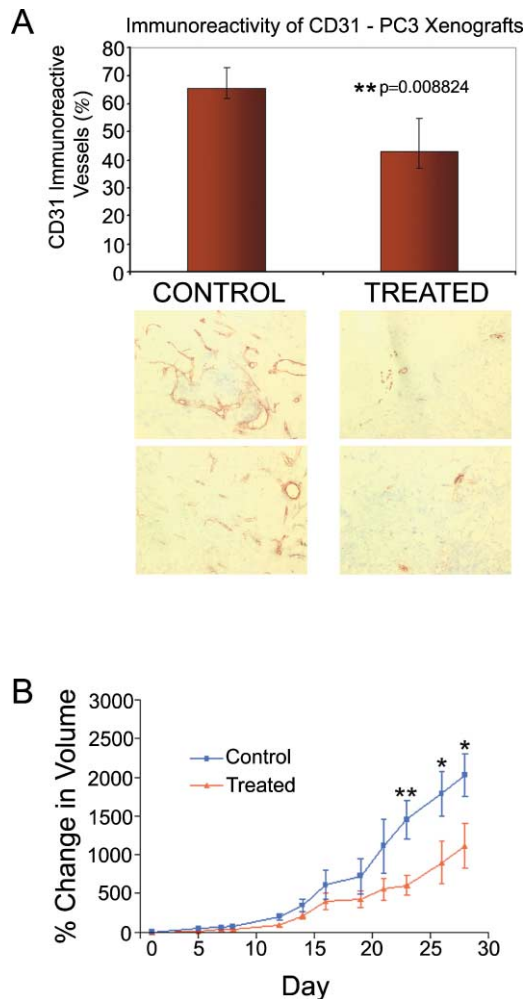 A
Immunoreactivity of CD31 - PC3 Xenografts
CD31 Immunoreactive
Vessels (%)
80
70
60
50
40
30
20
10
0
** p=0.008824
CONTROL
TREATED
B
% Change in Volume
3000
2500
2000
1500
1000
500
0
Control
Treated
**
*
*
0
5
10
15
20
25
30
Day